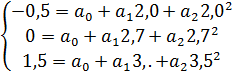 −0,5 = a₀ + a₁2,0 + a₂2,0²
0 = a₀ + a₁2,7 + a₂2,7²
1,5 = a₀ + a₁3,. +a₂3,5²